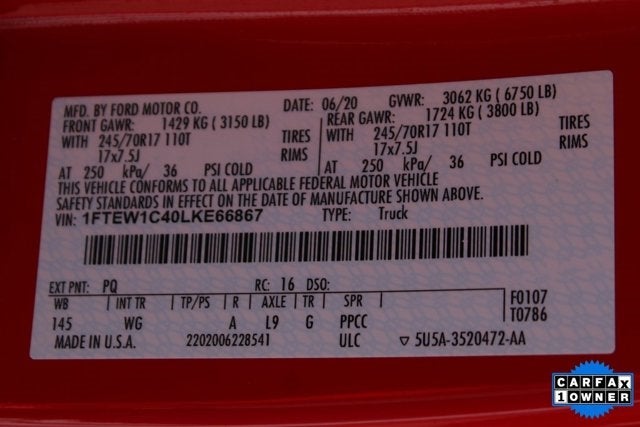 MFD. BY FORD MOTOR CO. DATE: 06/20 GVWR: 3062 KG ( 6750 LB)
FRONT GAWR: 1429 KG ( 3150 LB) REAR GAWR: 1724 KG ( 3800 LB)
WITH 245/70R17 110T TIRES WITH 245/70R17 110T TIRES
17x7.5J RIMS 17x7.5J RIMS
AT 250 kPa/ 36 PSI COLD AT 250 kPa/ 36 PSI COLD
THIS VEHICLE CONFORMS TO ALL APPLICABLE FEDERAL MOTOR VEHICLE
SAFETY STANDARDS IN EFFECT ON THE DATE OF MANUFACTURE SHOWN ABOVE.
VIN: 1FTEW1C40LKE66867 TYPE: Truck
EXT PNT: PQ RC: 16 DSO:
WB INT TR TP/PS R AXLE TR SPR F0107
145 WG A L9 G PPCC T0786
MADE IN U.S.A. 2202006228541 ULC ▽ 5U5A-3520472-AA
CARFAX
1 OWNER